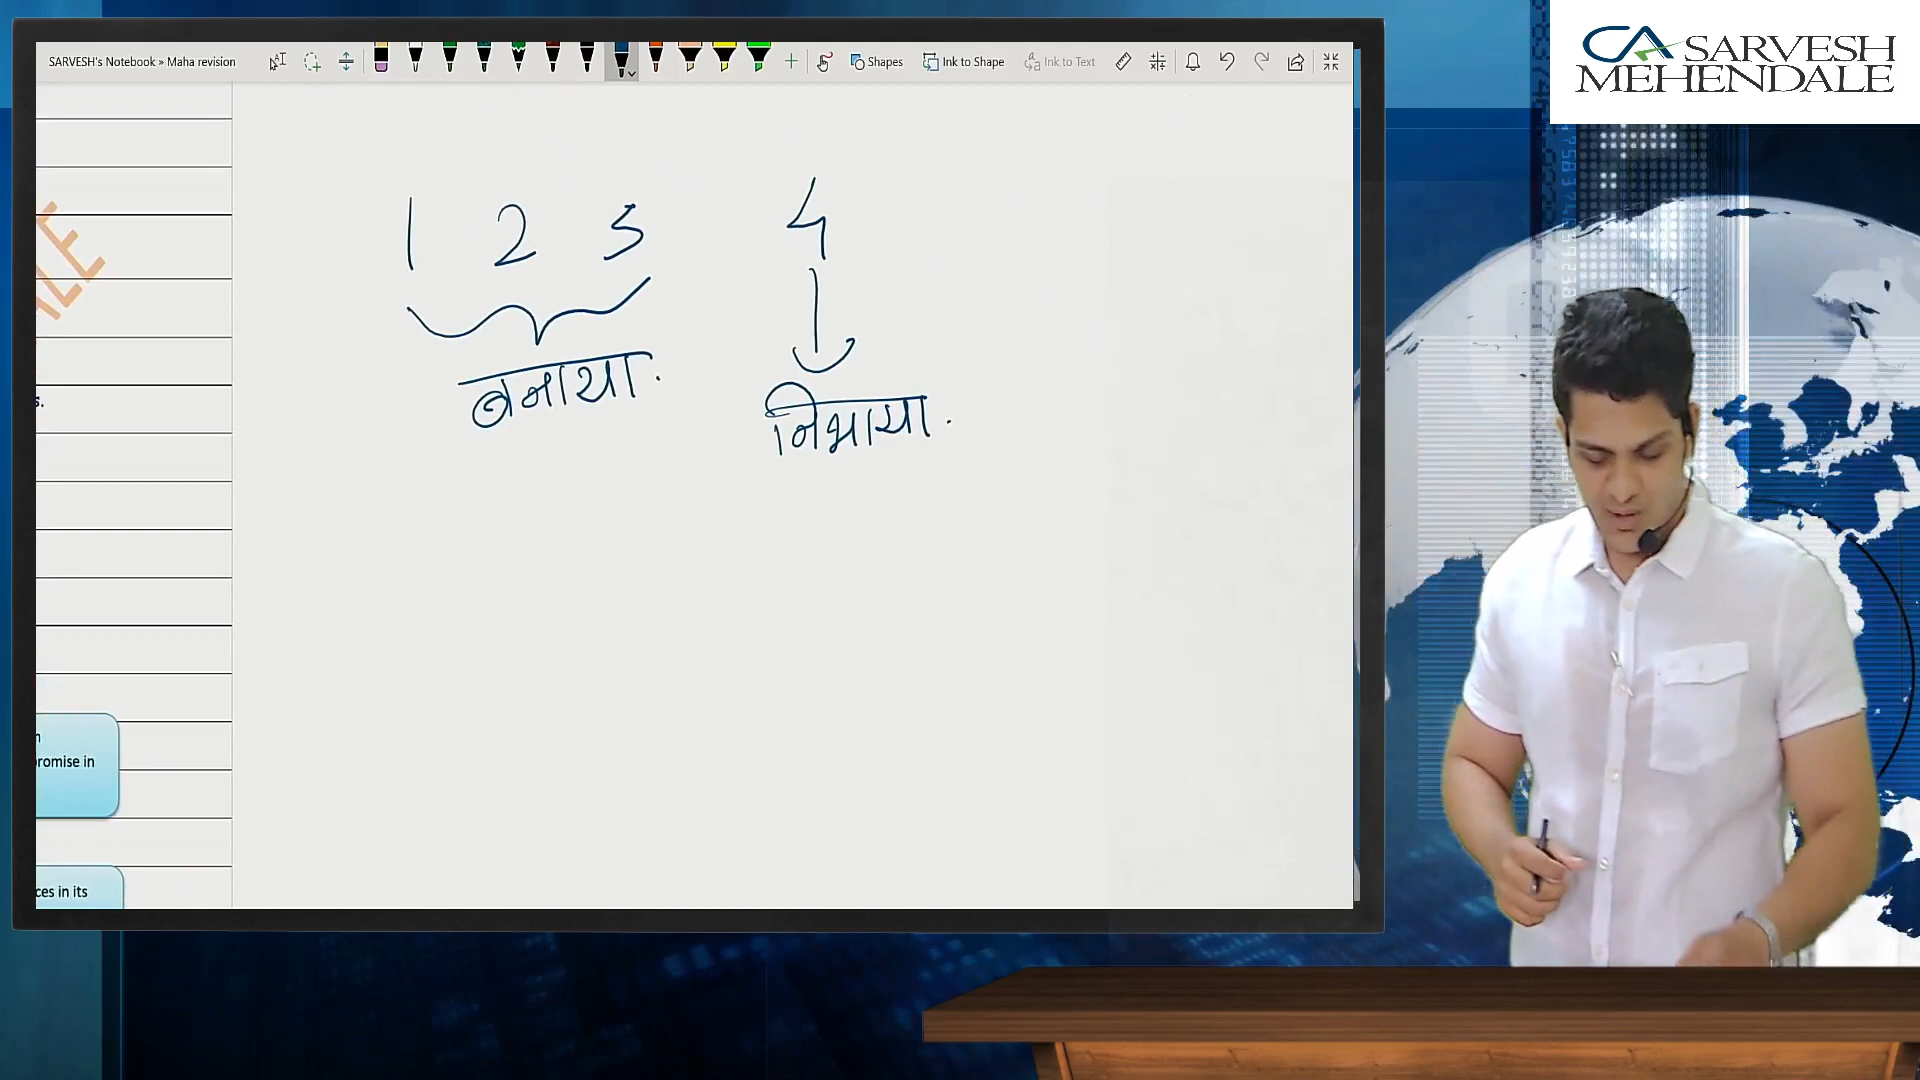 SARVESH's Notebook » Maha revision
Shapes
Ink to Shape
Ink to Text
CA SARVESH
MEHENDALE
1 2 3 4
बनाया.
निभाया.
s.
romise in
ces in its